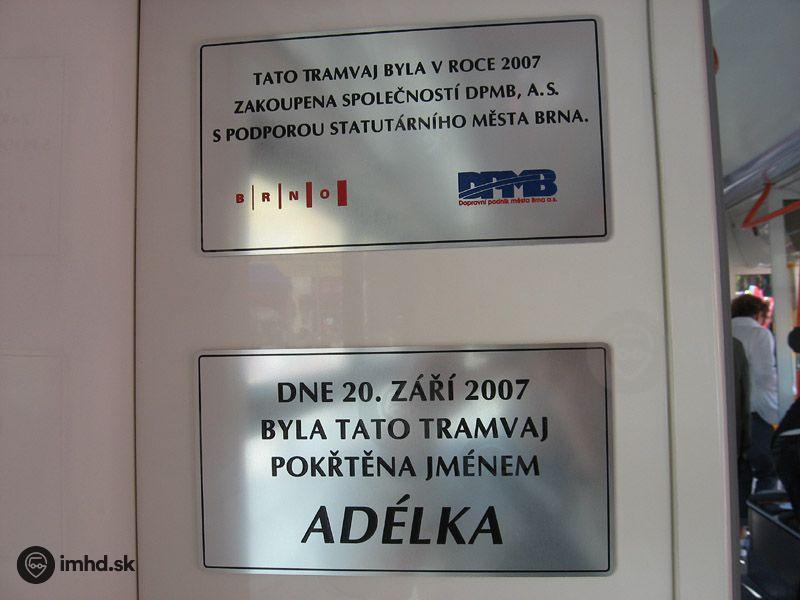 TATO TRAMVAJ BYLA V ROCE 2007
ZAKOUPENA SPOLEČNOSTÍ DPMB, A.S.
S PODPOROU STATUTÁRNÍHO MĚSTA BRNA.
BRNO
DPMB
Dopravní podnik města Brna a.s.
DNE 20. ZÁŘÍ 2007
BYLA TATO TRAMVAJ
POKŘTĚNA JMÉNEM
ADÉLKA
imhd.sk